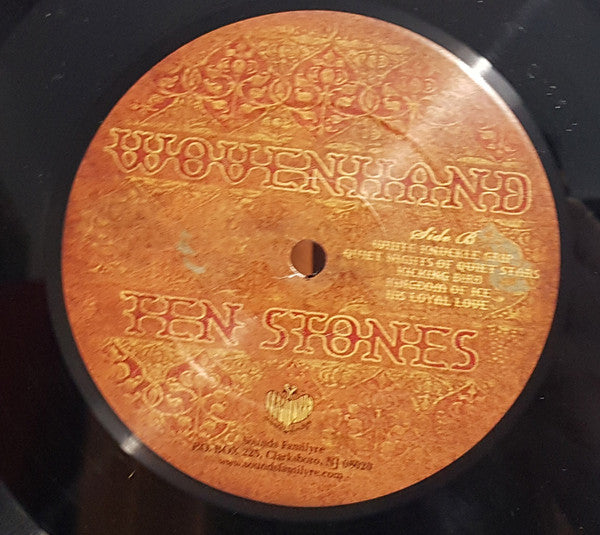 WOVENHAND
Side B
WHITE KNUCKLE GRIP
QUIET NIGHTS OF QUIET STARS
KICKING BIRD
KINGDOM OF ICE
HIS LOYAL LOVE
TEN STONES
Sounds Familyre
P.O. BOX 225, Clarksboro, NJ 08020
www.soundsfamilyre.com